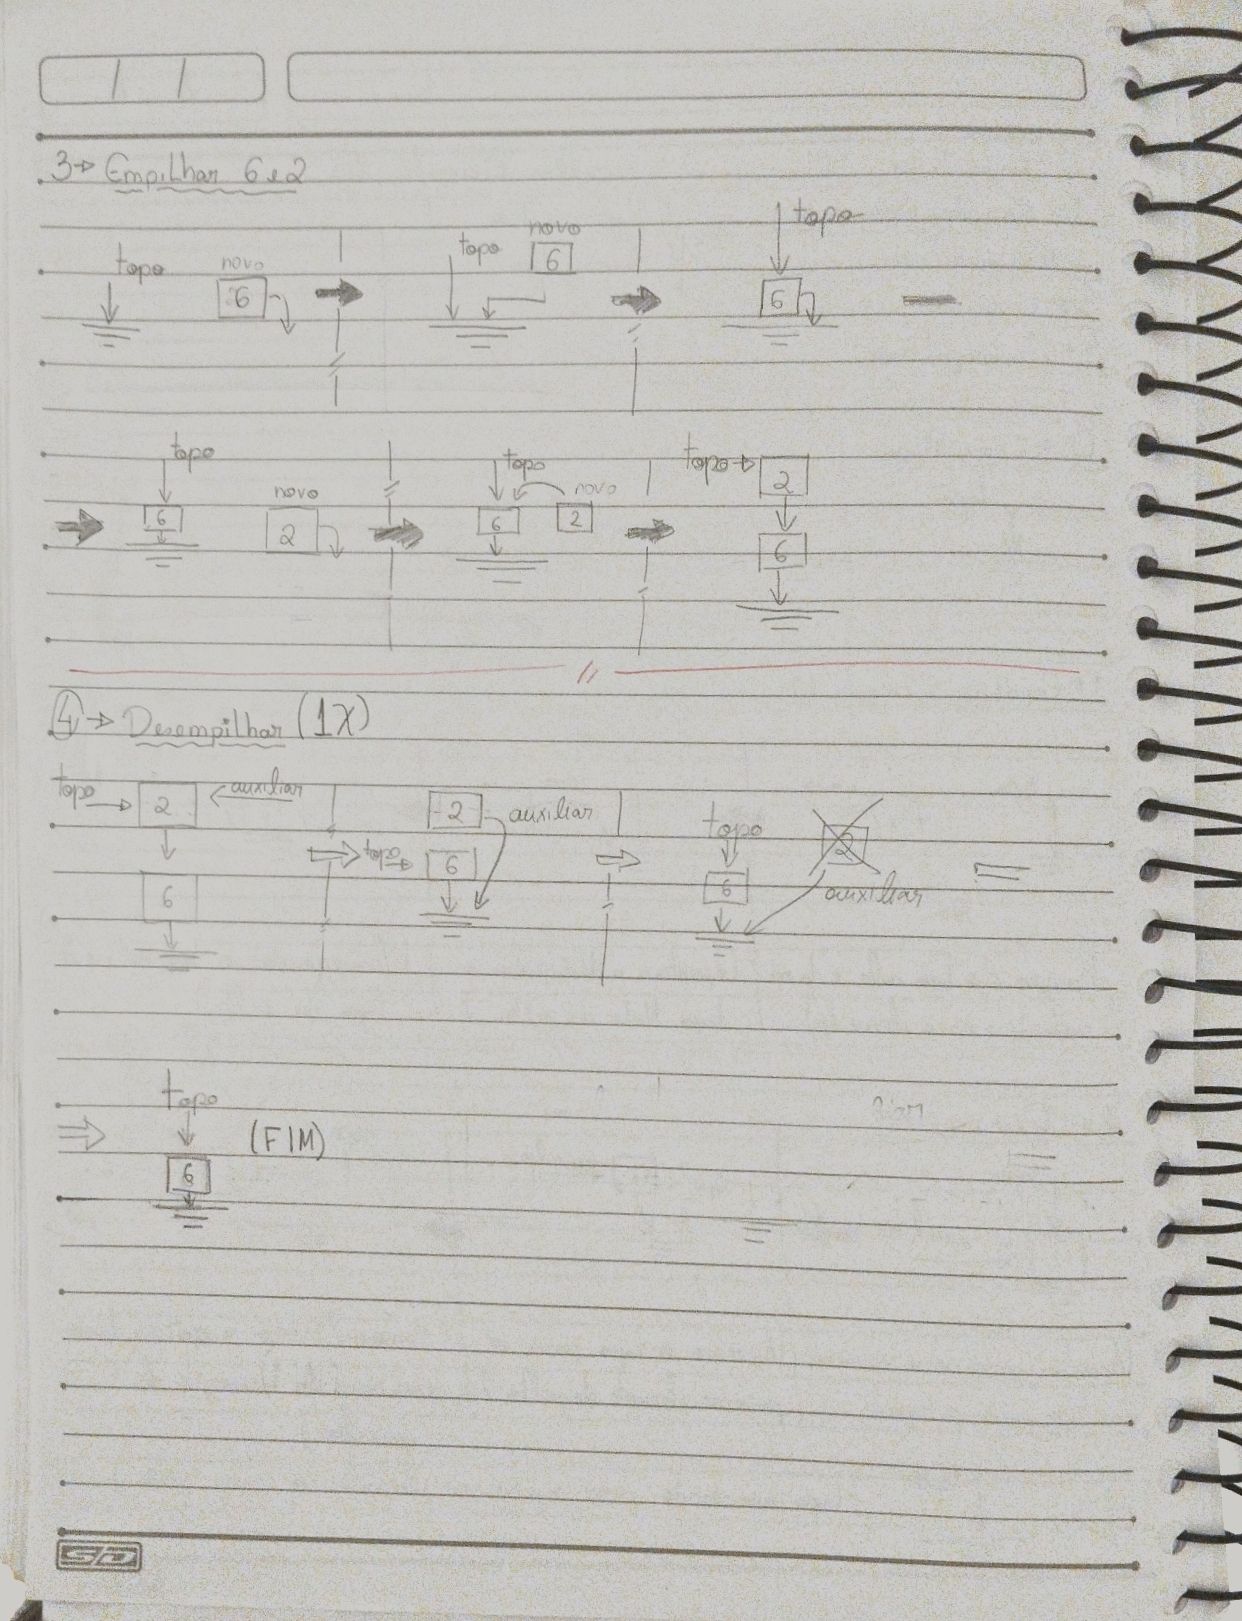 3→ Empilhar 6 e 2
topo novo 6
topo novo 6
topo 6
topo 6 novo 2
topo 6 novo 2
topo→ 2 6
4→ Desempilhar (1X)
topo→ 2 ←auxiliar 6
2 auxiliar topo→ 6
topo 6 2 auxiliar
topo 6 (FIM)
SD